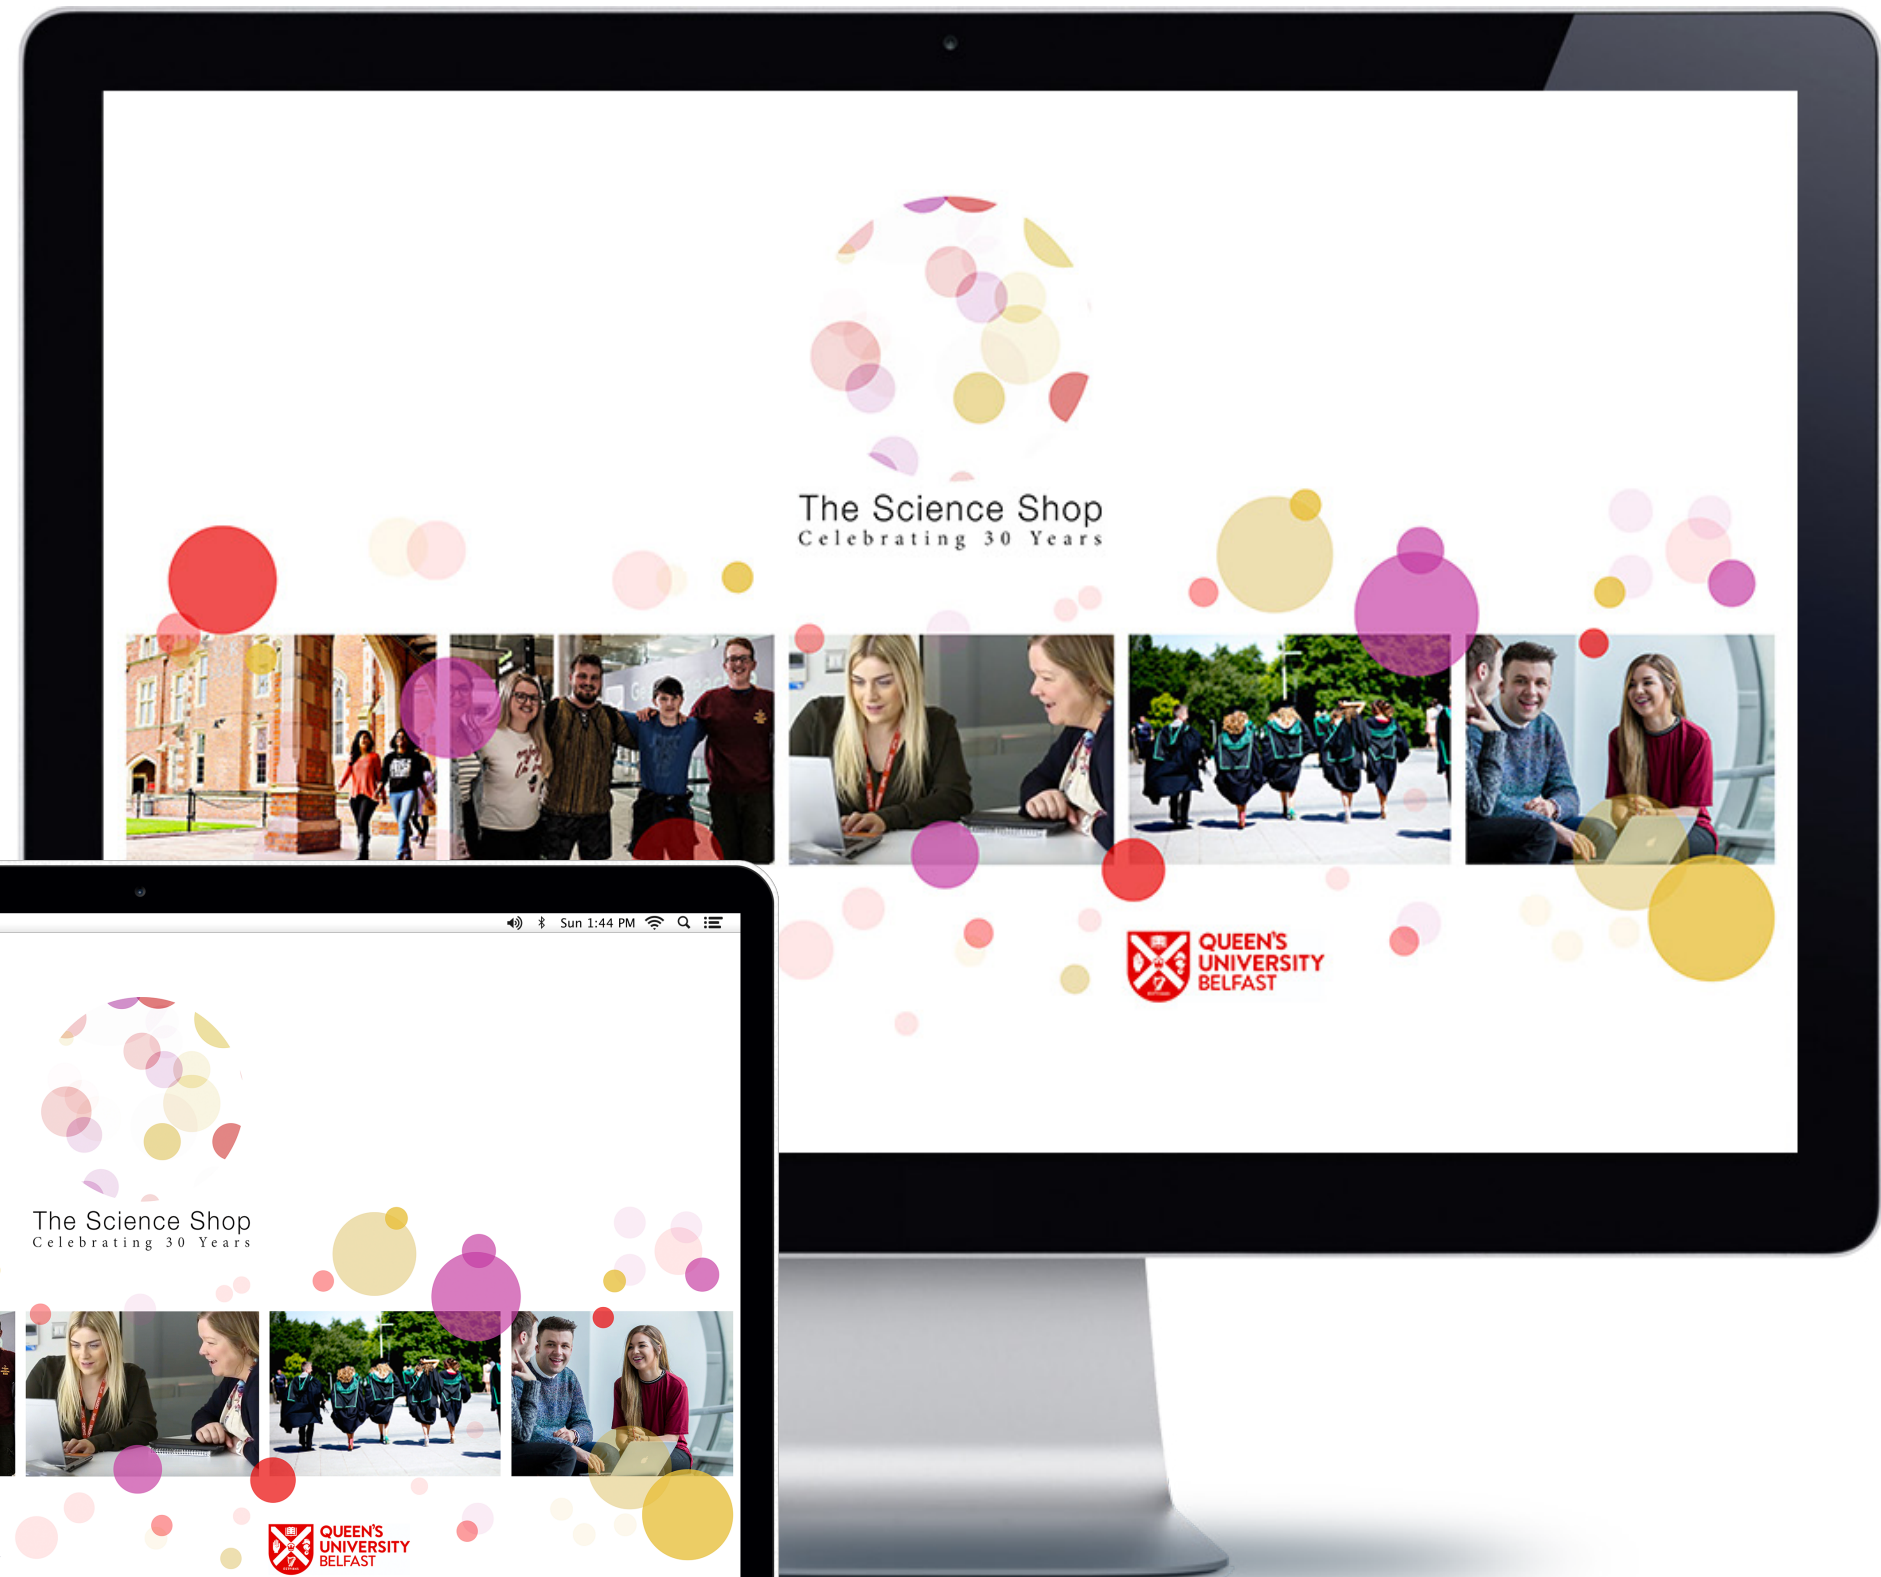 The Science Shop
Celebrating 30 Years
QUEEN'S
UNIVERSITY
BELFAST
Sun 1:44 PM
The Science Shop
Celebrating 30 Years
QUEEN'S
UNIVERSITY
BELFAST